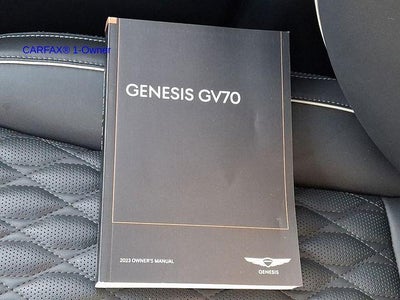 CARFAX® 1-Owner
GENESIS GV70
2023 OWNER'S MANUAL
GENESIS